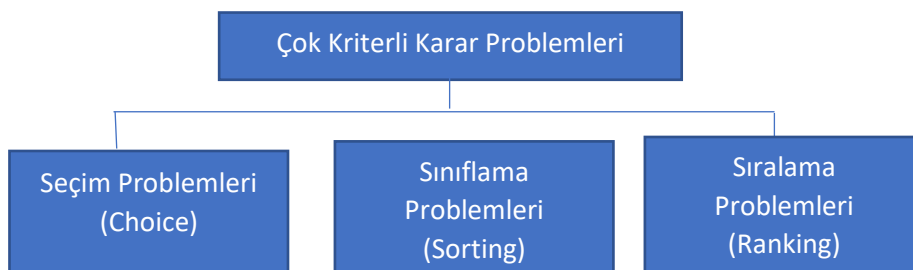 Çok Kriterli Karar Problemleri
Seçim Problemleri
(Choice)
Sınıflama
Problemleri
(Sorting)
Sıralama
Problemleri
(Ranking)